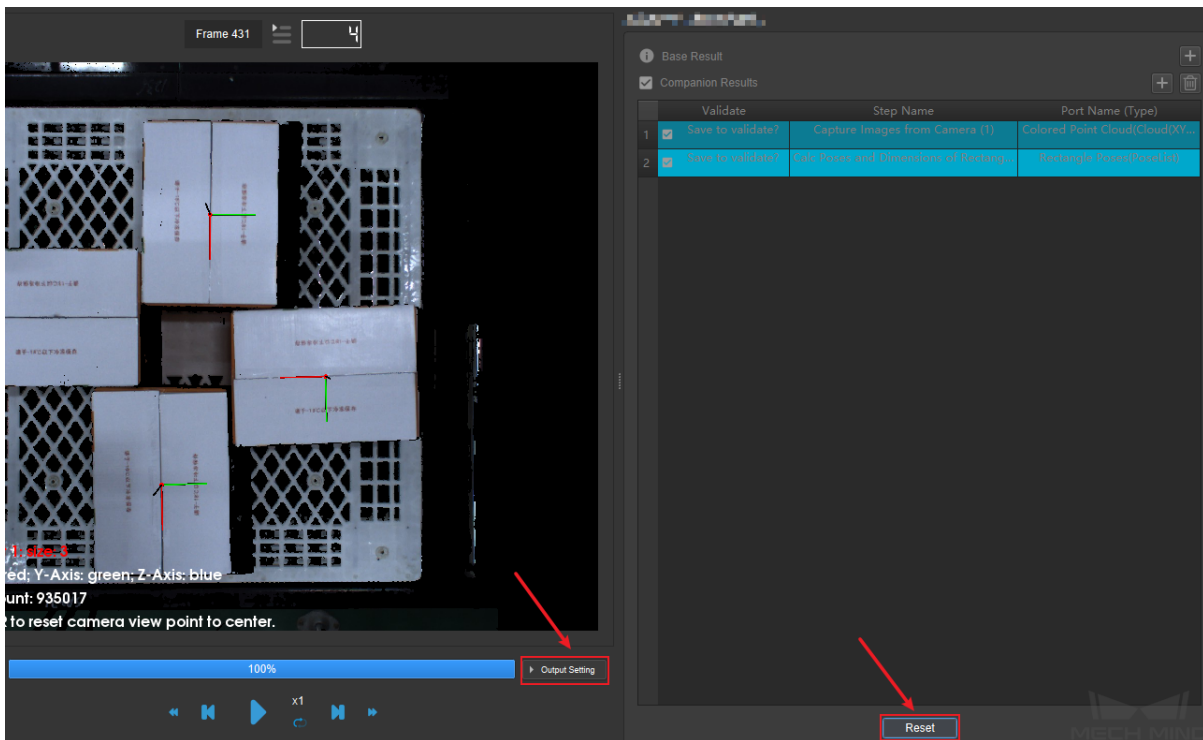 Frame 431
4
1: size: 3
red; Y-Axis: green; Z-Axis: blue
unt: 935017
to reset camera view point to center.
100%
Output Setting
x1
Base Result
Companion Results
Validate Step Name Port Name (Type)
1 Save to validate? Capture Images from Camera (1) Colored Point Cloud(Cloud(XY...
2 Save to validate? Calc Poses and Dimensions of Rectang... Rectangle Poses(PoseList)
Reset
MECH MIND